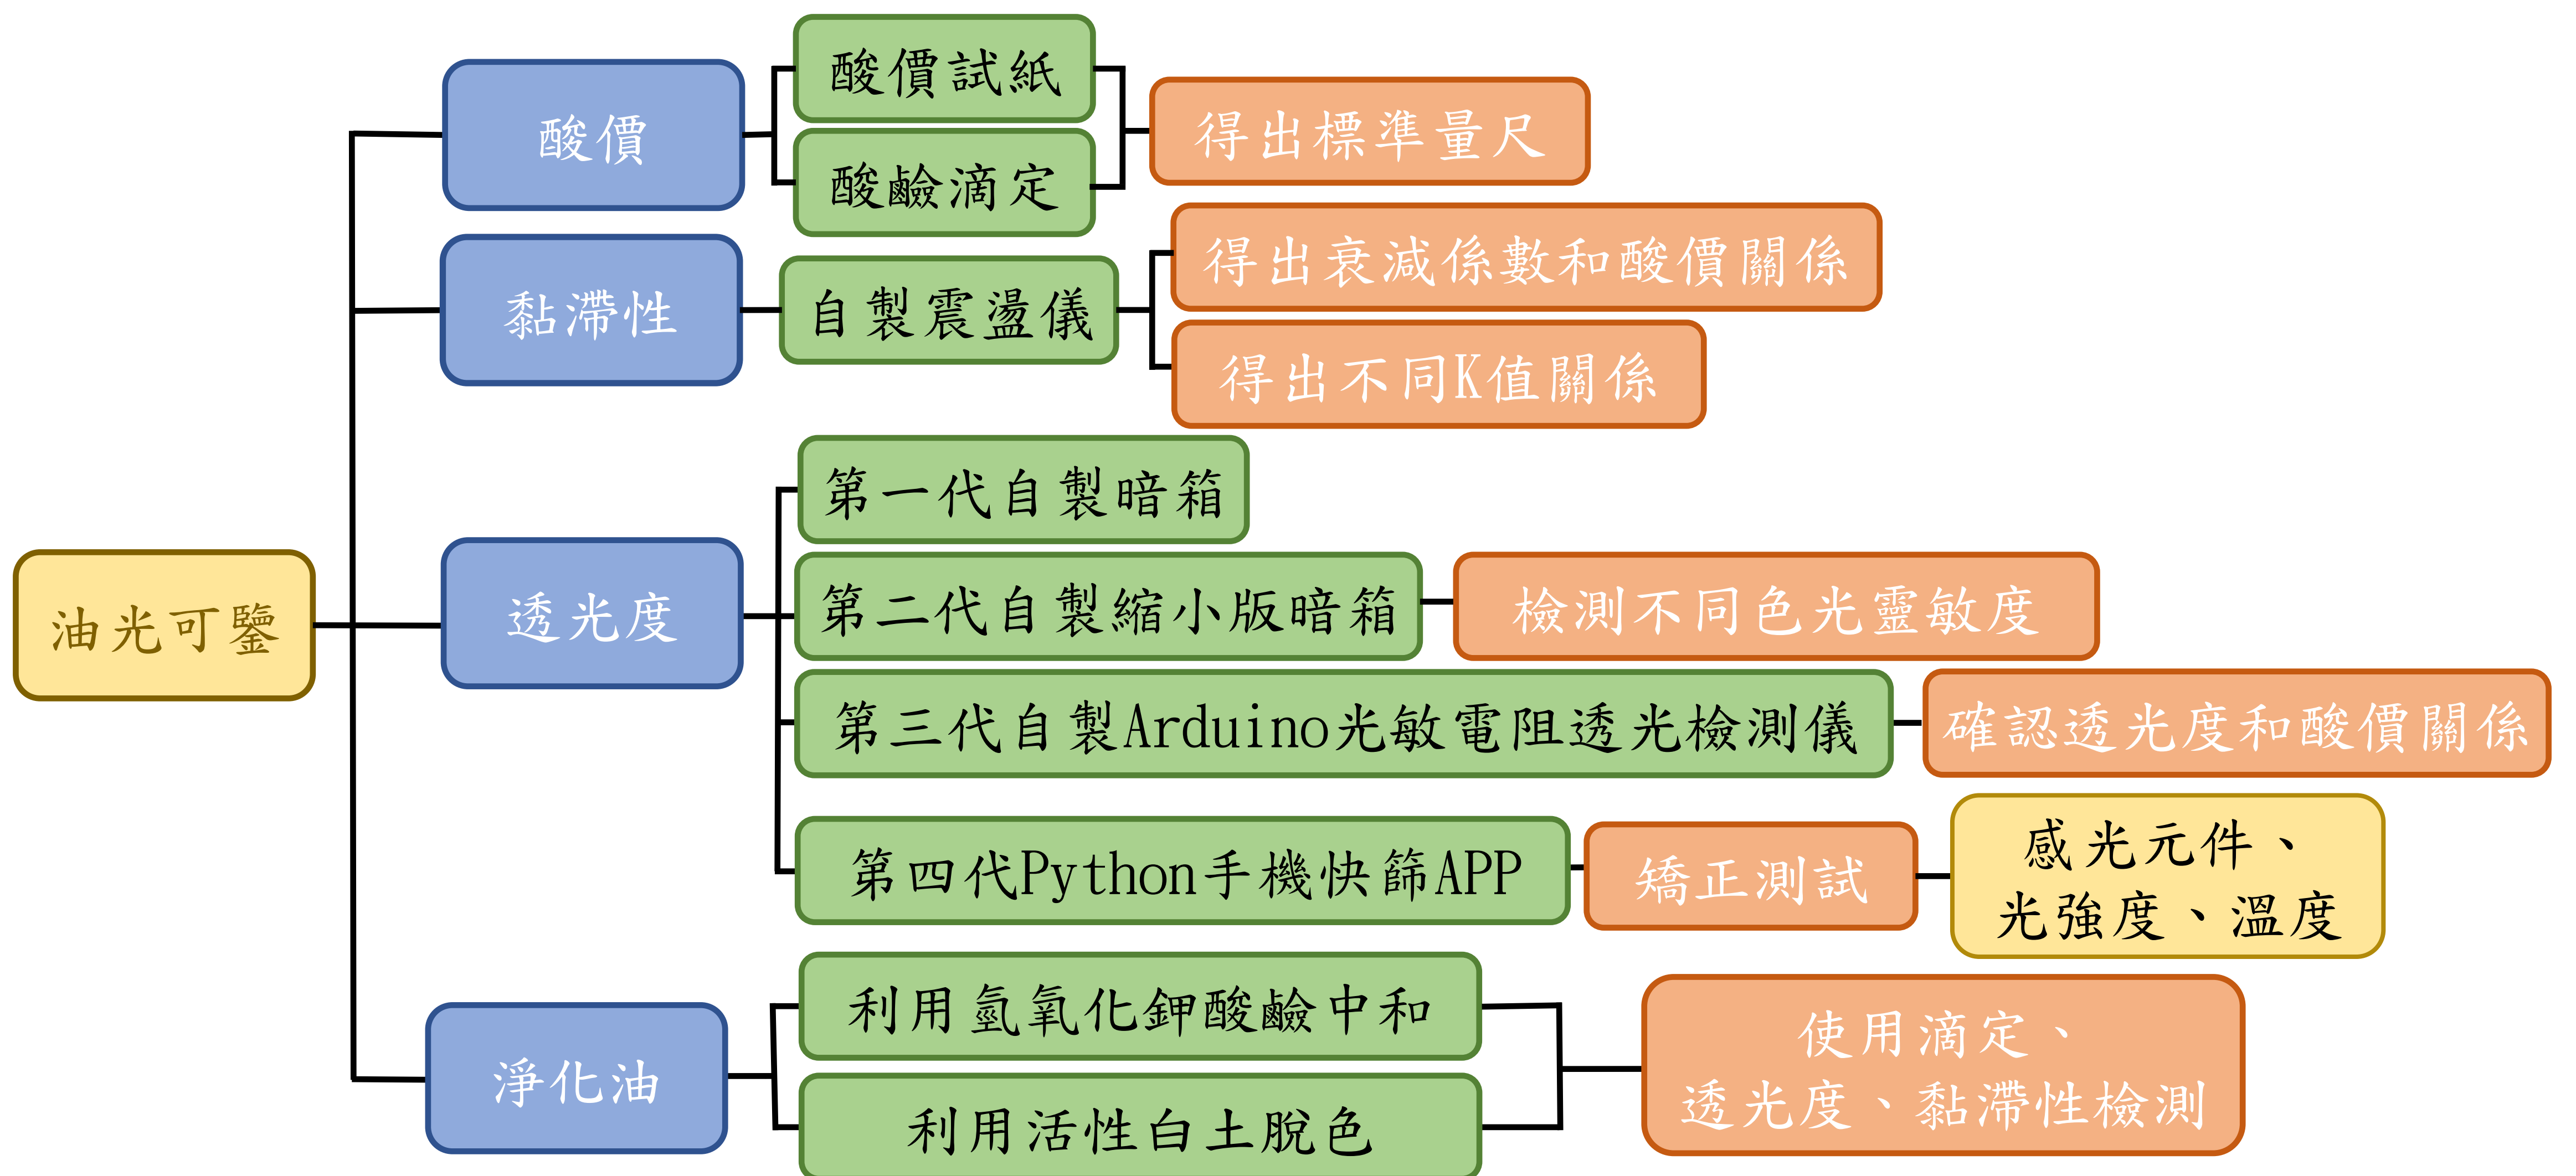 油光可鑒
酸價
酸價試紙
酸鹼滴定
得出標準量尺
黏滯性
自製震盪儀
得出衰減係數和酸價關係
得出不同K值關係
透光度
第一代自製暗箱
第二代自製縮小版暗箱
檢測不同色光靈敏度
第三代自製Arduino光敏電阻透光檢測儀
確認透光度和酸價關係
第四代Python手機快篩APP
矯正測試
感光元件、
光強度、溫度
淨化油
利用氫氧化鉀酸鹼中和
利用活性白土脫色
使用滴定、
透光度、黏滯性檢測